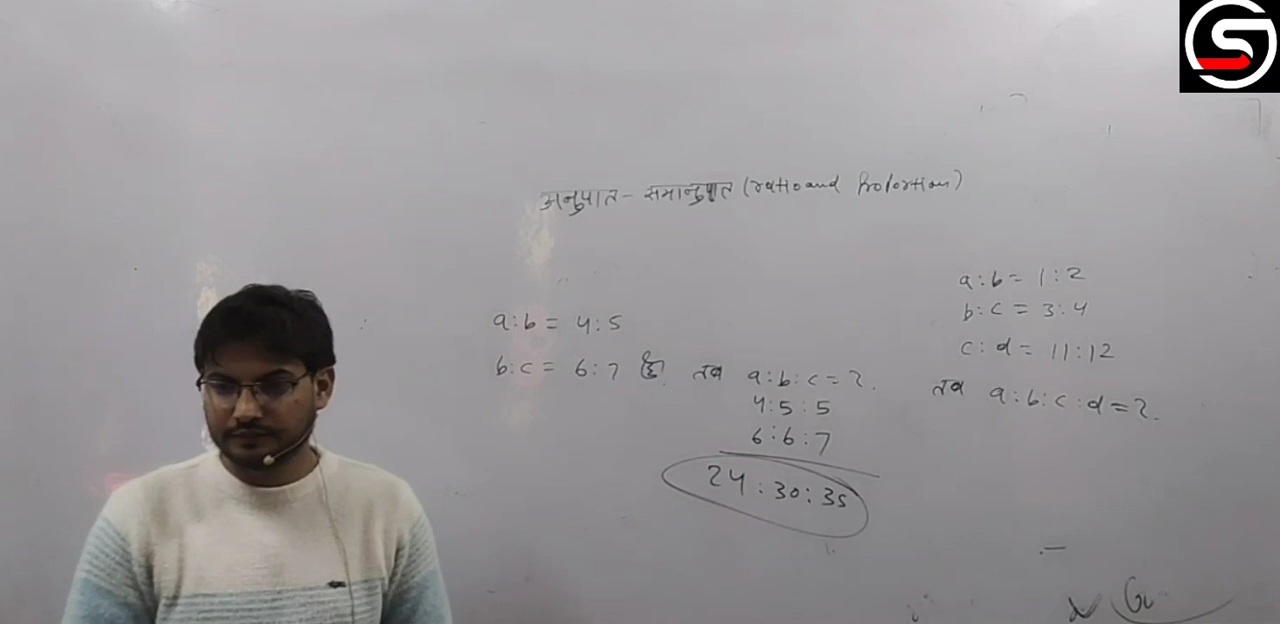 अनुपात - समानुपात (ratio and Proportion)
a:b = 4:5
b:c = 6:7 है, तब a:b:c = ?.
4:5:5
6:6:7
24:30:35
a:b = 1:2
b:c = 3:4
c:d = 11:12
तब a:b:c:d = ?.